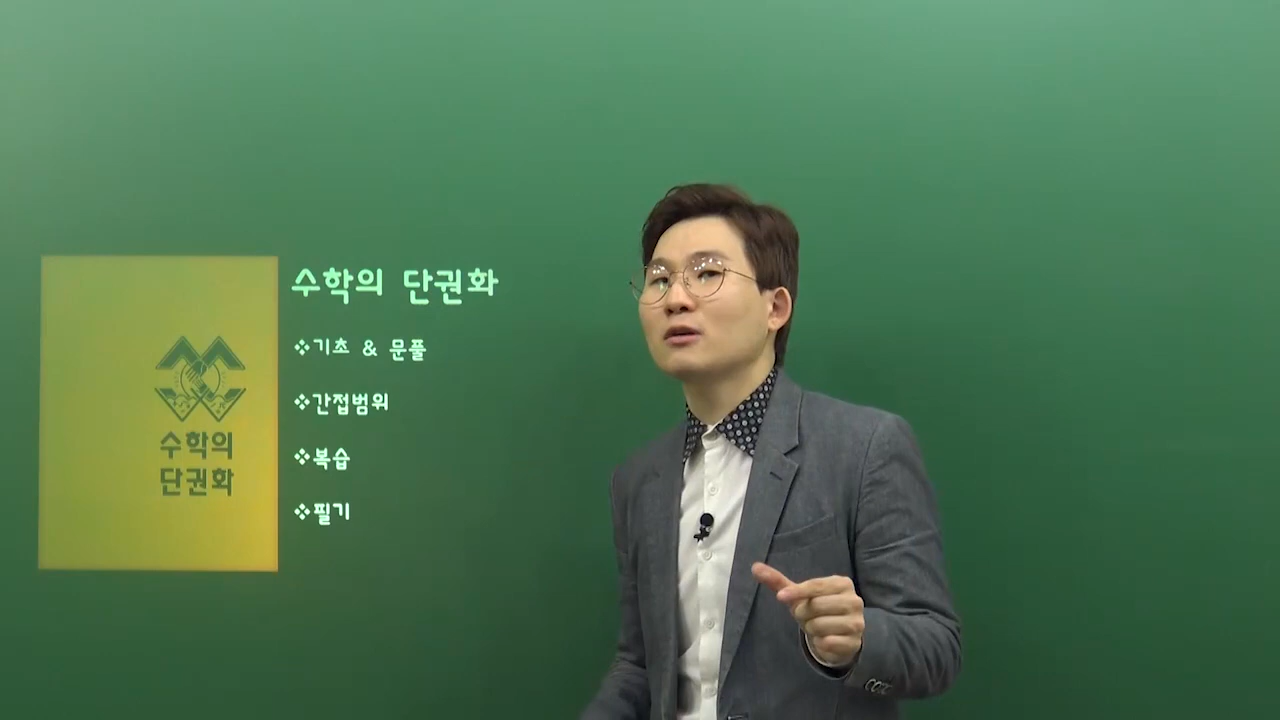 수학의 단권화
❖기초 & 문풀
❖간접범위
❖복습
❖필기
수학의
단권화